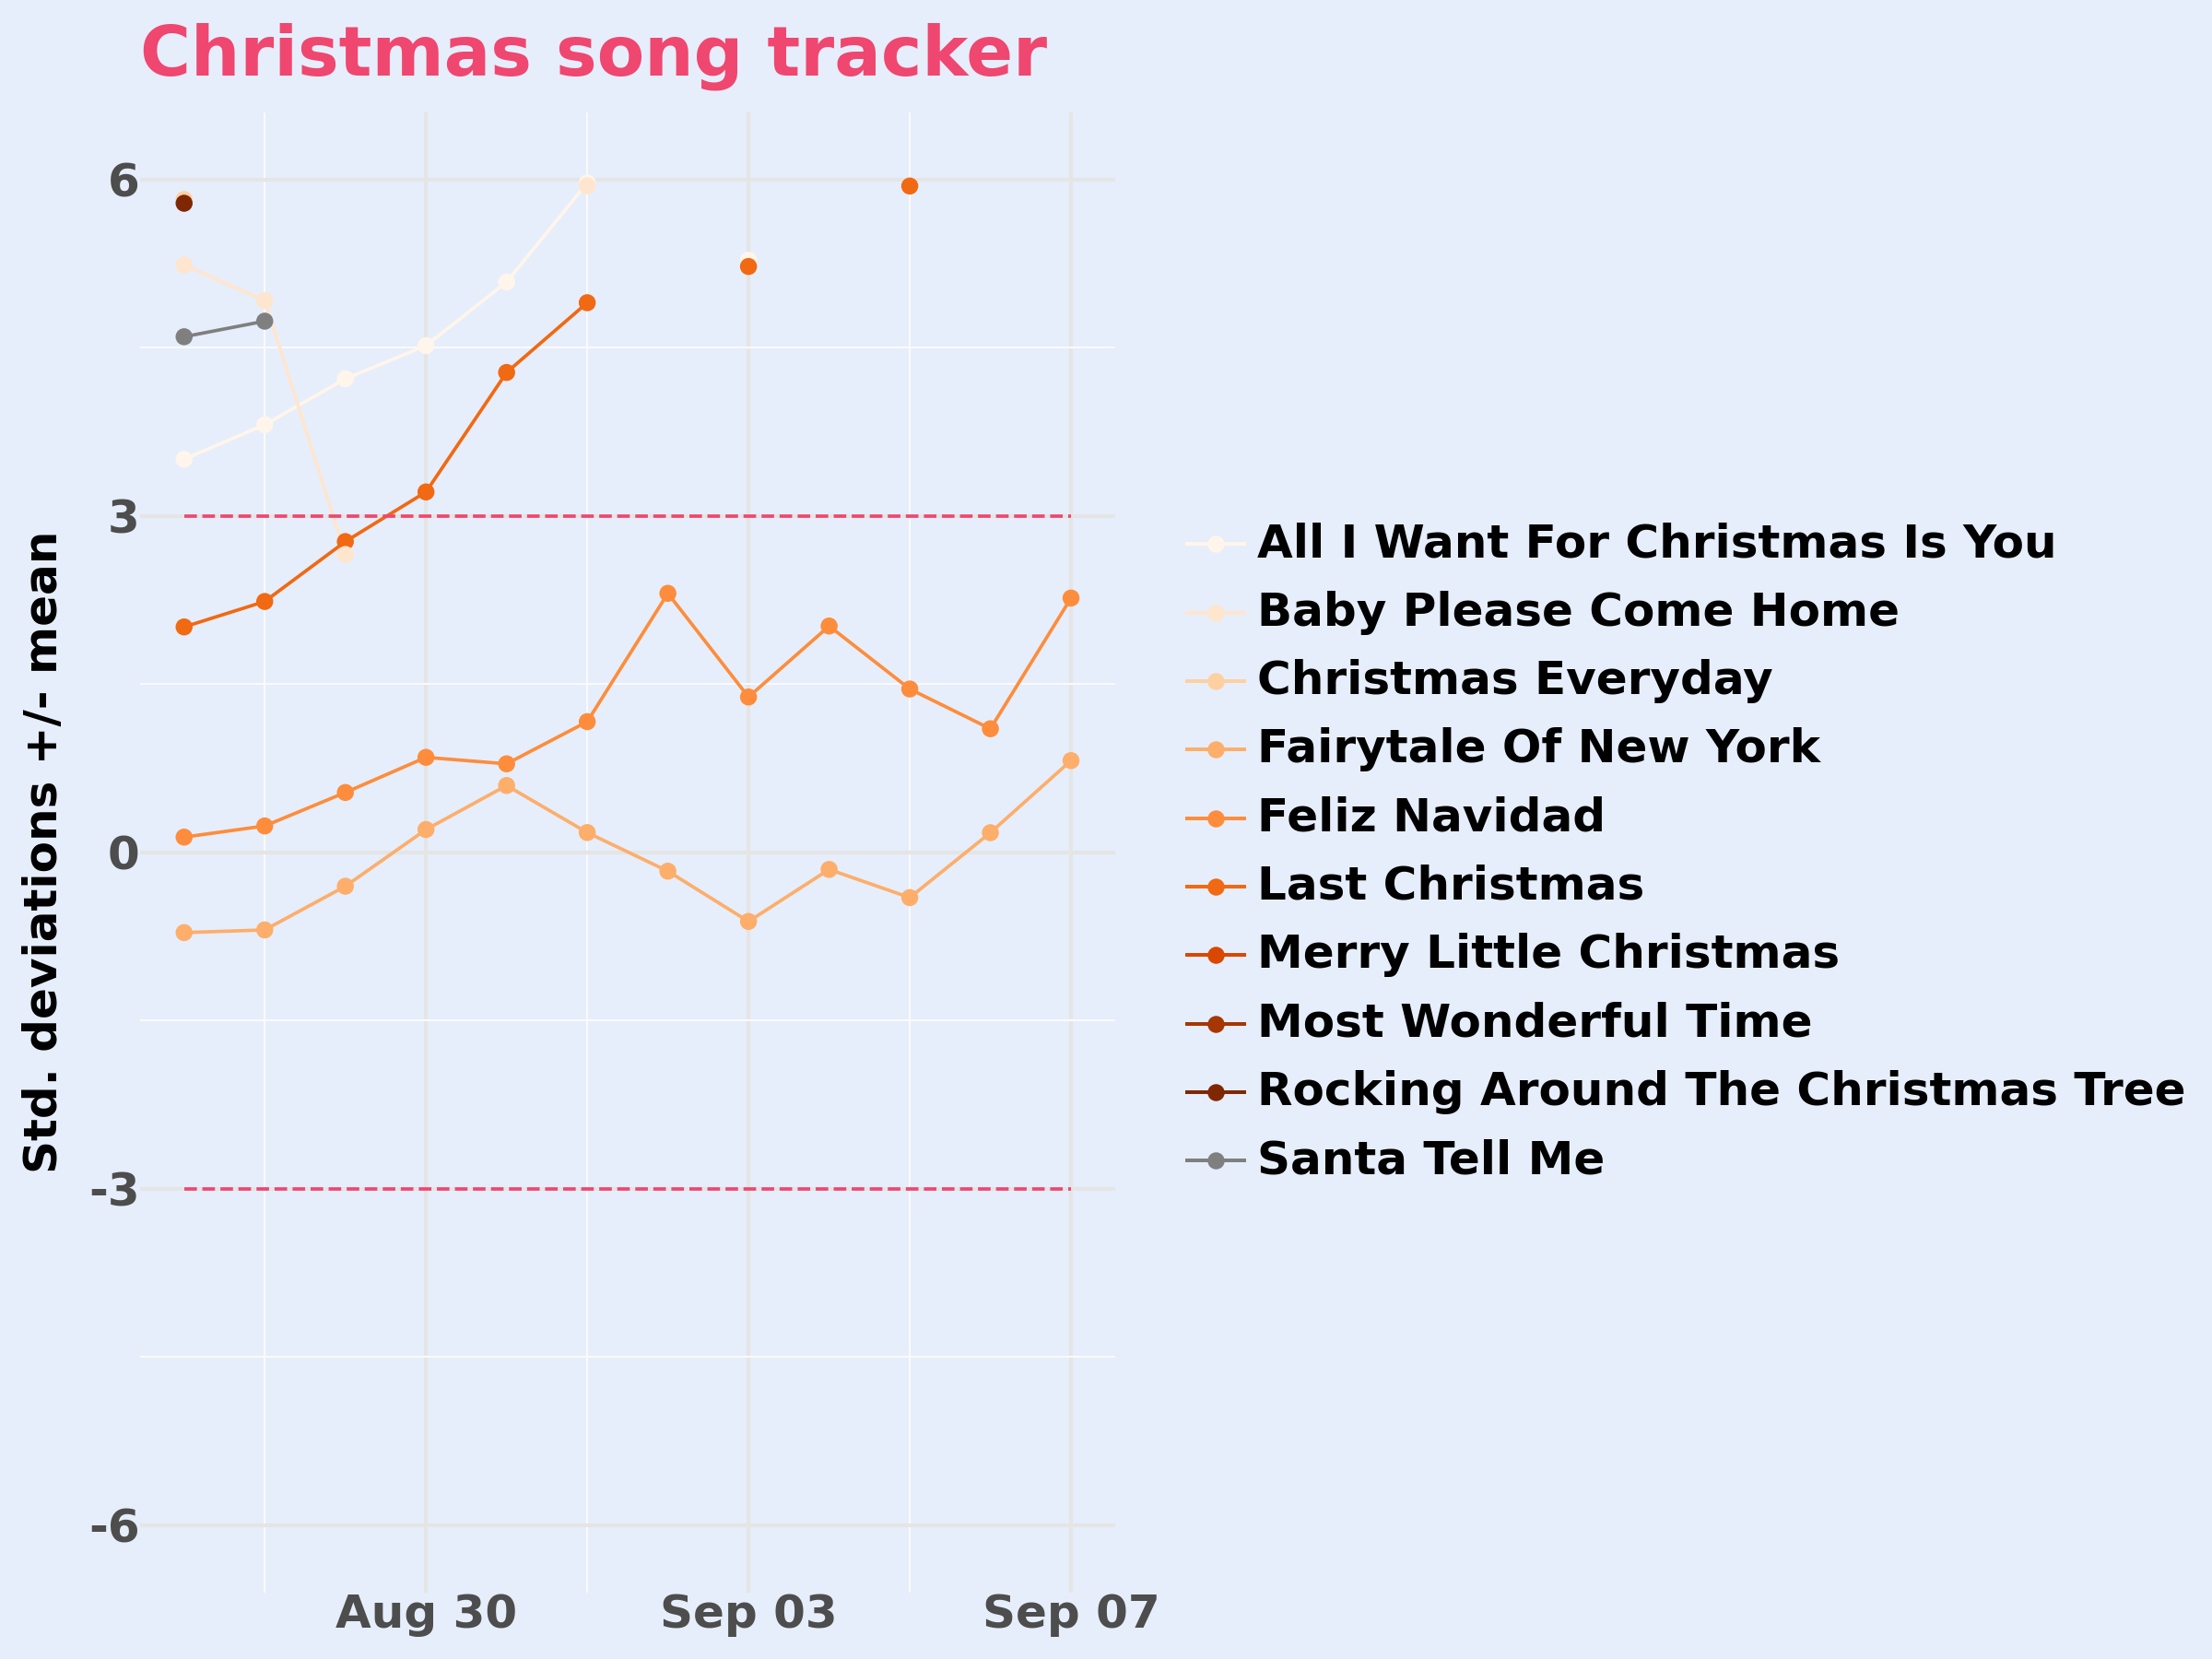 Christmas song tracker
Std. deviations +/- mean
6
3
0
-3
-6
Aug 30
Sep 03
Sep 07
All I Want For Christmas Is You
Baby Please Come Home
Christmas Everyday
Fairytale Of New York
Feliz Navidad
Last Christmas
Merry Little Christmas
Most Wonderful Time
Rocking Around The Christmas Tree
Santa Tell Me